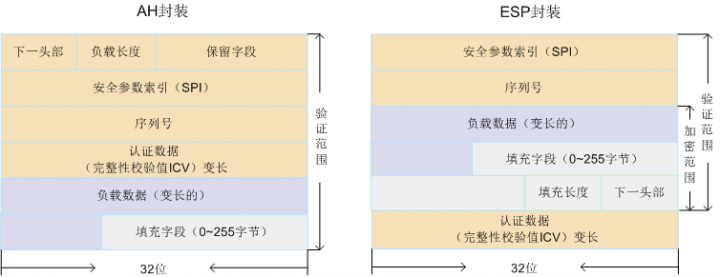 AH封装
下一头部
负载长度
保留字段
安全参数索引（SPI）
序列号
认证数据
（完整性校验值ICV）变长
负载数据（变长的）
填充字段（0~255字节）
验证范围
32位
ESP封装
安全参数索引（SPI）
序列号
负载数据（变长的）
填充字段（0~255字节）
填充长度
下一头部
认证数据
（完整性校验值ICV）变长
加密范围
验证范围
32位